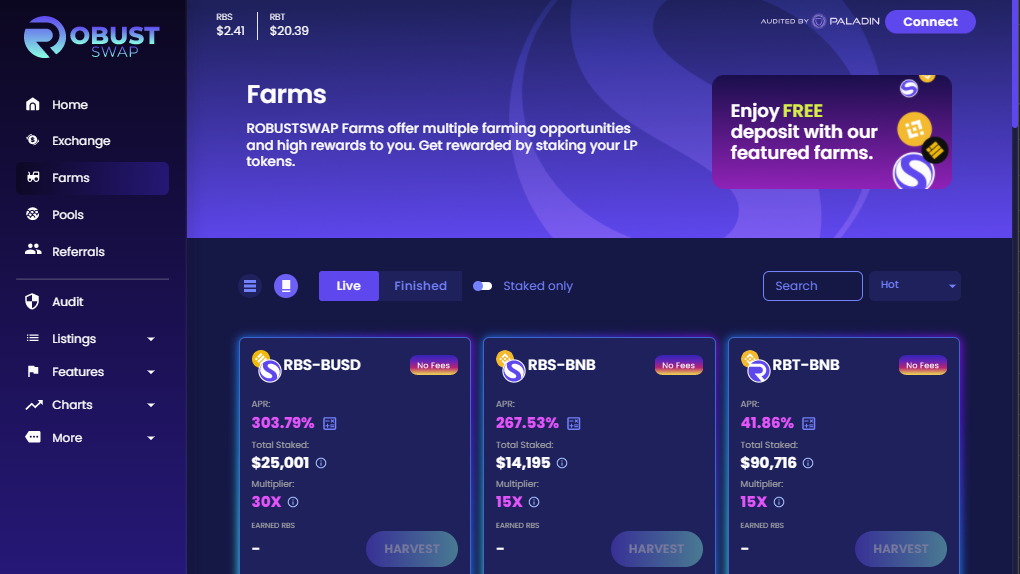 ROBUST
SWAP
Home
Exchange
Farms
Pools
Referrals
Audit
Listings
Features
Charts
More
RBS
$2.41
RBT
$20.39
AUDITED BY PALADIN
Connect
Farms
ROBUSTSWAP Farms offer multiple farming opportunities
and high rewards to you. Get rewarded by staking your LP
tokens.
Enjoy FREE
deposit with our
featured farms.
Live
Finished
Staked only
Search
Hot
RBS-BUSD
No Fees
APR:
303.79%
Total Staked:
$25,001
Multiplier:
30X
EARNED RBS
-
HARVEST
RBS-BNB
No Fees
APR:
267.53%
Total Staked:
$14,195
Multiplier:
15X
EARNED RBS
-
HARVEST
RBT-BNB
No Fees
APR:
41.86%
Total Staked:
$90,716
Multiplier:
15X
EARNED RBS
-
HARVEST